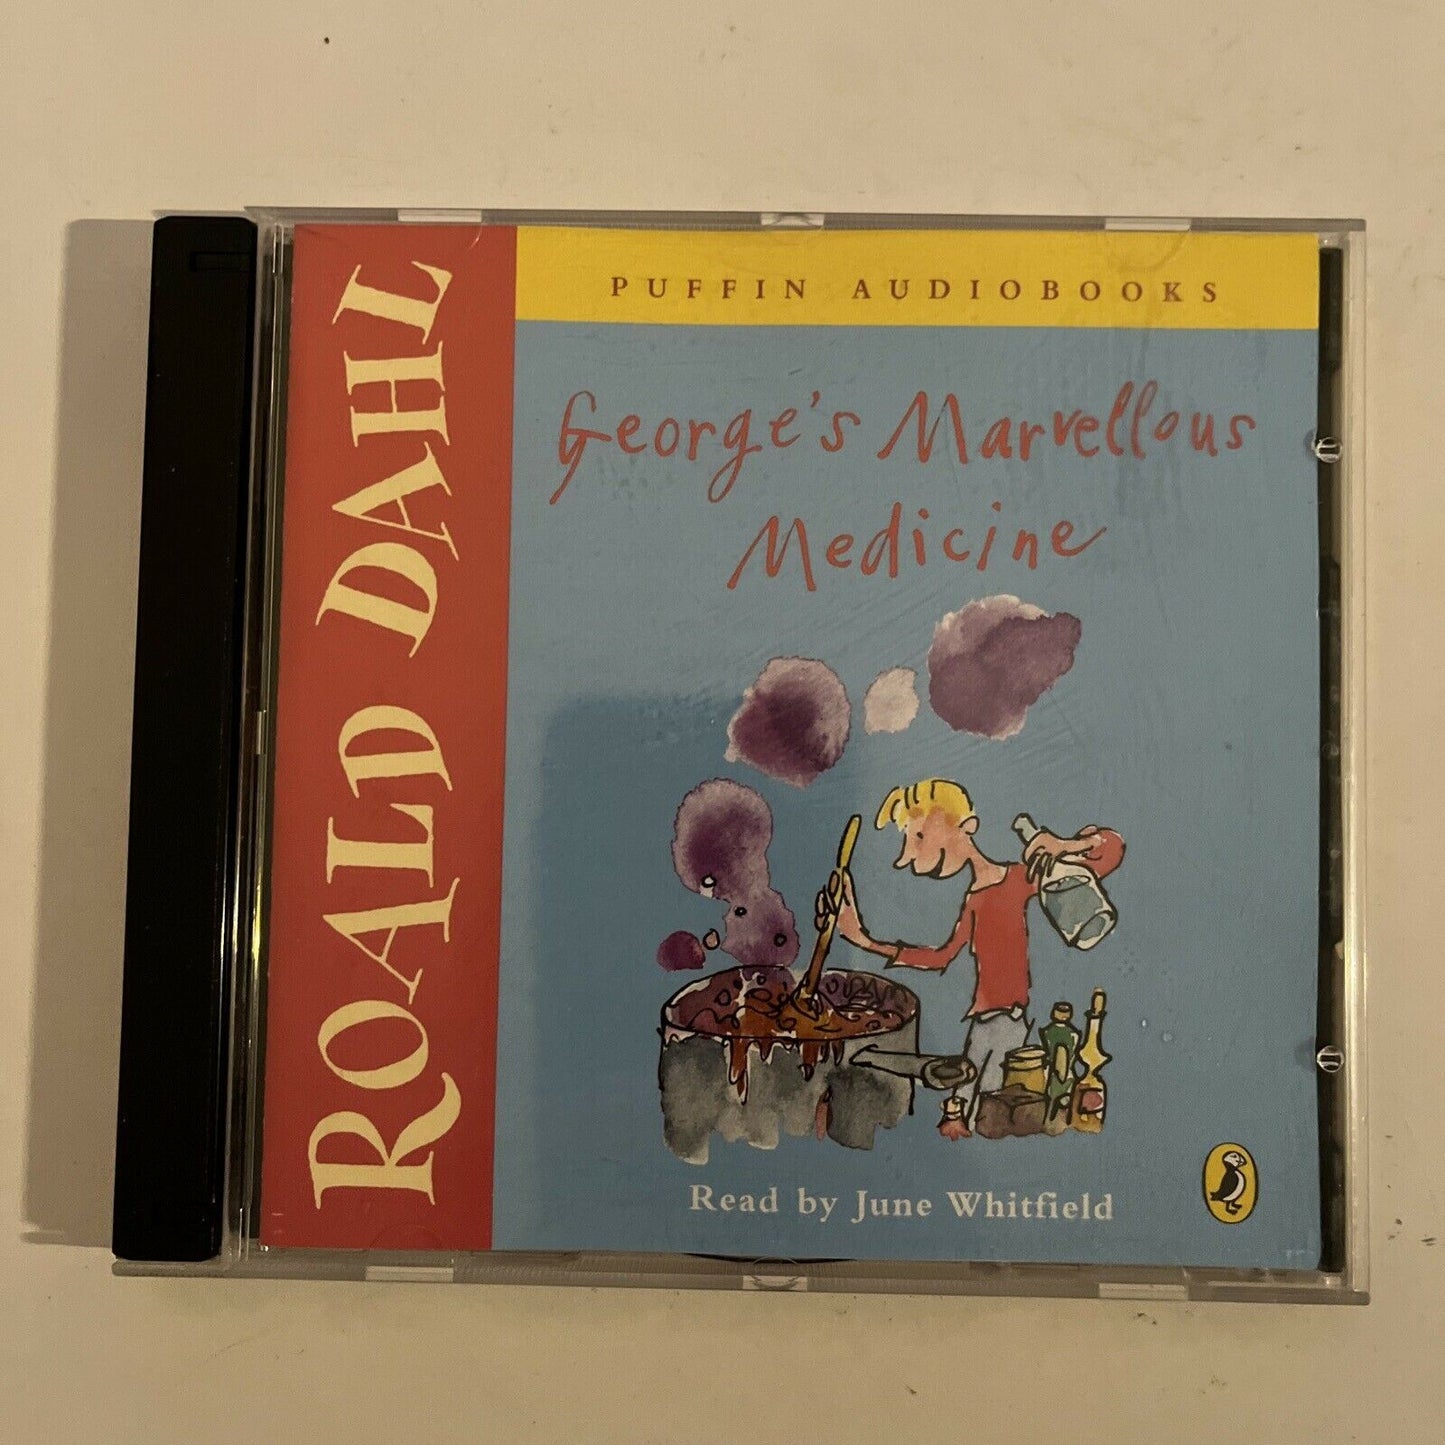 ROALD DAHL
PUFFIN AUDIOBOOKS
George's Marvellous
Medicine
Read by June Whitfield